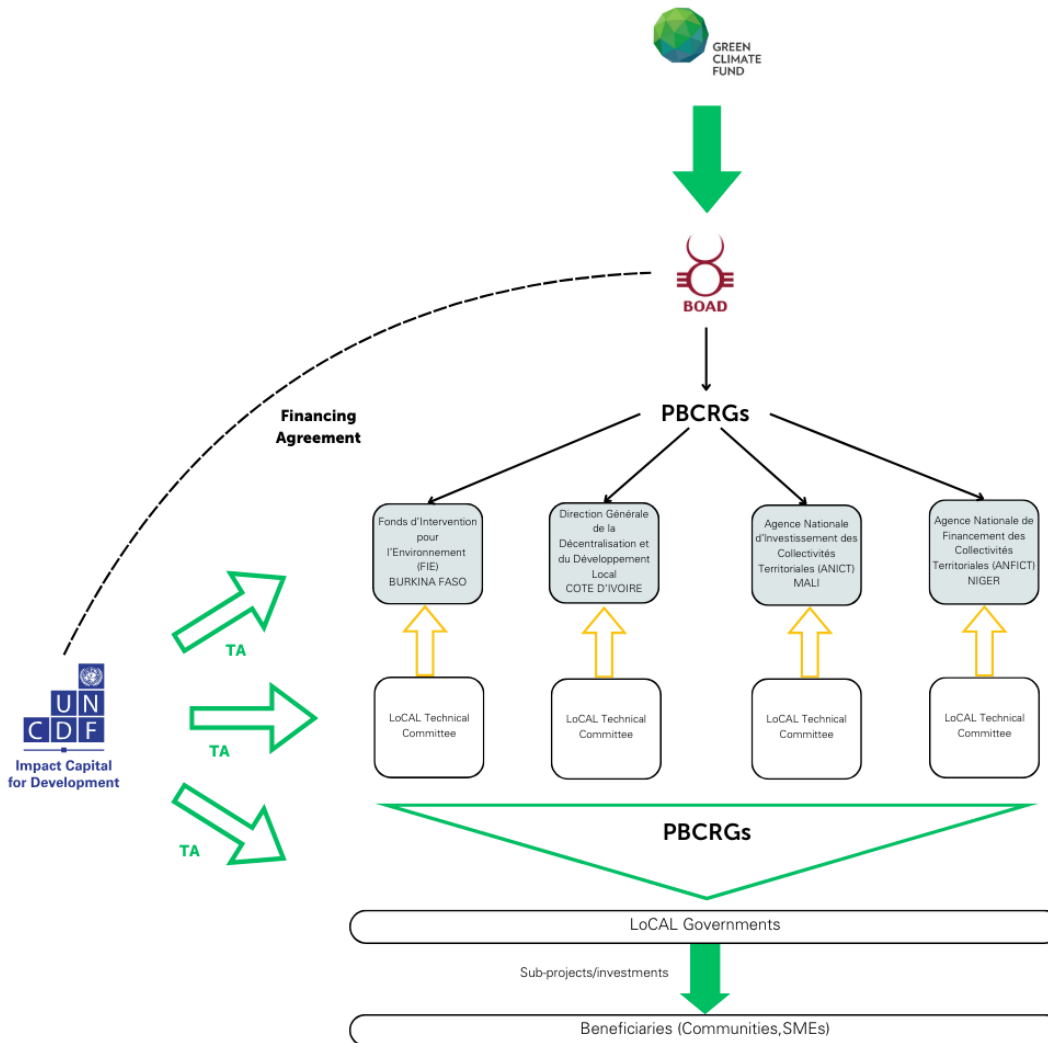 GREEN
CLIMATE
FUND
BOAD
Financing
Agreement
PBCRGs
Fonds d'Intervention
pour
l'Environnement
(FIE)
BURKINA FASO
Direction Générale
de la
Décentralisation et
du Développement
Local
COTE D'IVOIRE
Agence Nationale
d'Investissement des
Collectivités
Territoriales (ANICT)
MALI
Agence Nationale de
Financement des
Collectivités
Territoriales (ANFICT)
NIGER
TA
TA
TA
UN
CDF
Impact Capital
for Development
LoCAL Technical
Committee
LoCAL Technical
Committee
LoCAL Technical
Committee
LoCAL Technical
Committee
PBCRGs
LoCAL Governments
Sub-projects/investments
Beneficiaries (Communities,SMEs)